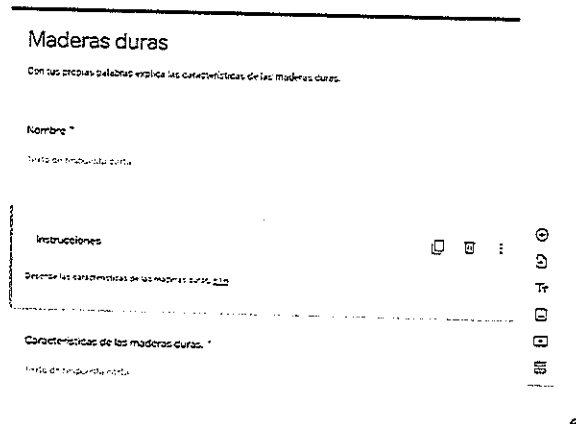 Maderas duras
Con tus propias palabras explica las características de las maderas duras.
Nombre *
Texto de respuesta corta
Instrucciones
Describe las características de las maderas duras.
Tт
Características de las maderas duras. *
Texto de respuesta corta